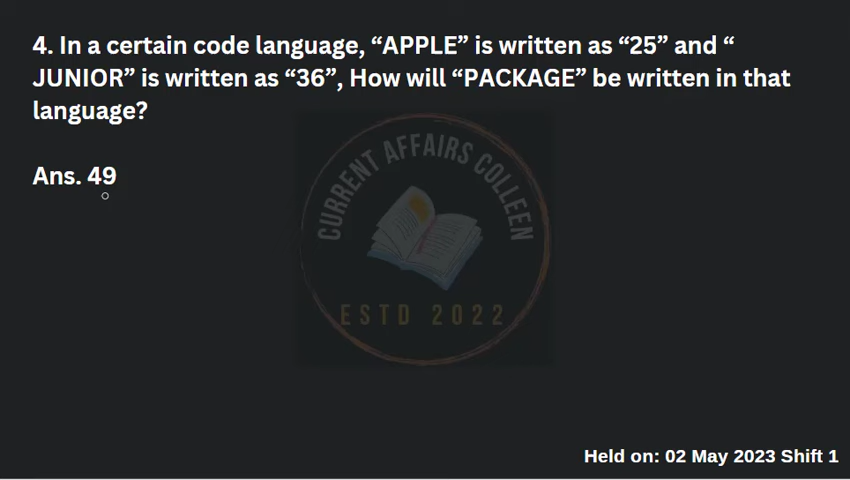 4. In a certain code language, “APPLE” is written as “25” and “
JUNIOR” is written as “36”, How will “PACKAGE” be written in that
language?
Ans. 49
CURRENT AFFAIRS COLLEEN
ESTD 2022
Held on: 02 May 2023 Shift 1